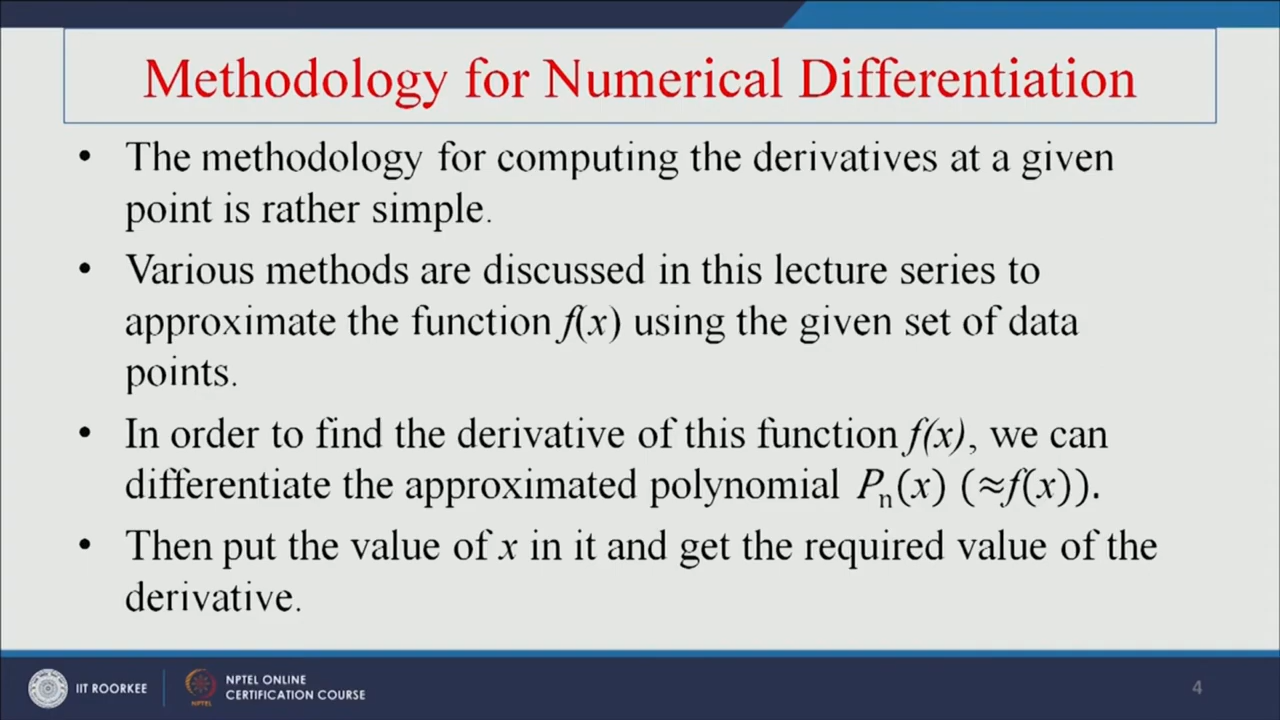 Methodology for Numerical Differentiation
• The methodology for computing the derivatives at a given
point is rather simple.
• Various methods are discussed in this lecture series to
approximate the function f(x) using the given set of data
points.
• In order to find the derivative of this function f(x), we can
differentiate the approximated polynomial Pₙ(x) (≈f(x)).
• Then put the value of x in it and get the required value of the
derivative.
IIT ROORKEE
NPTEL
NPTEL ONLINE
CERTIFICATION COURSE
4